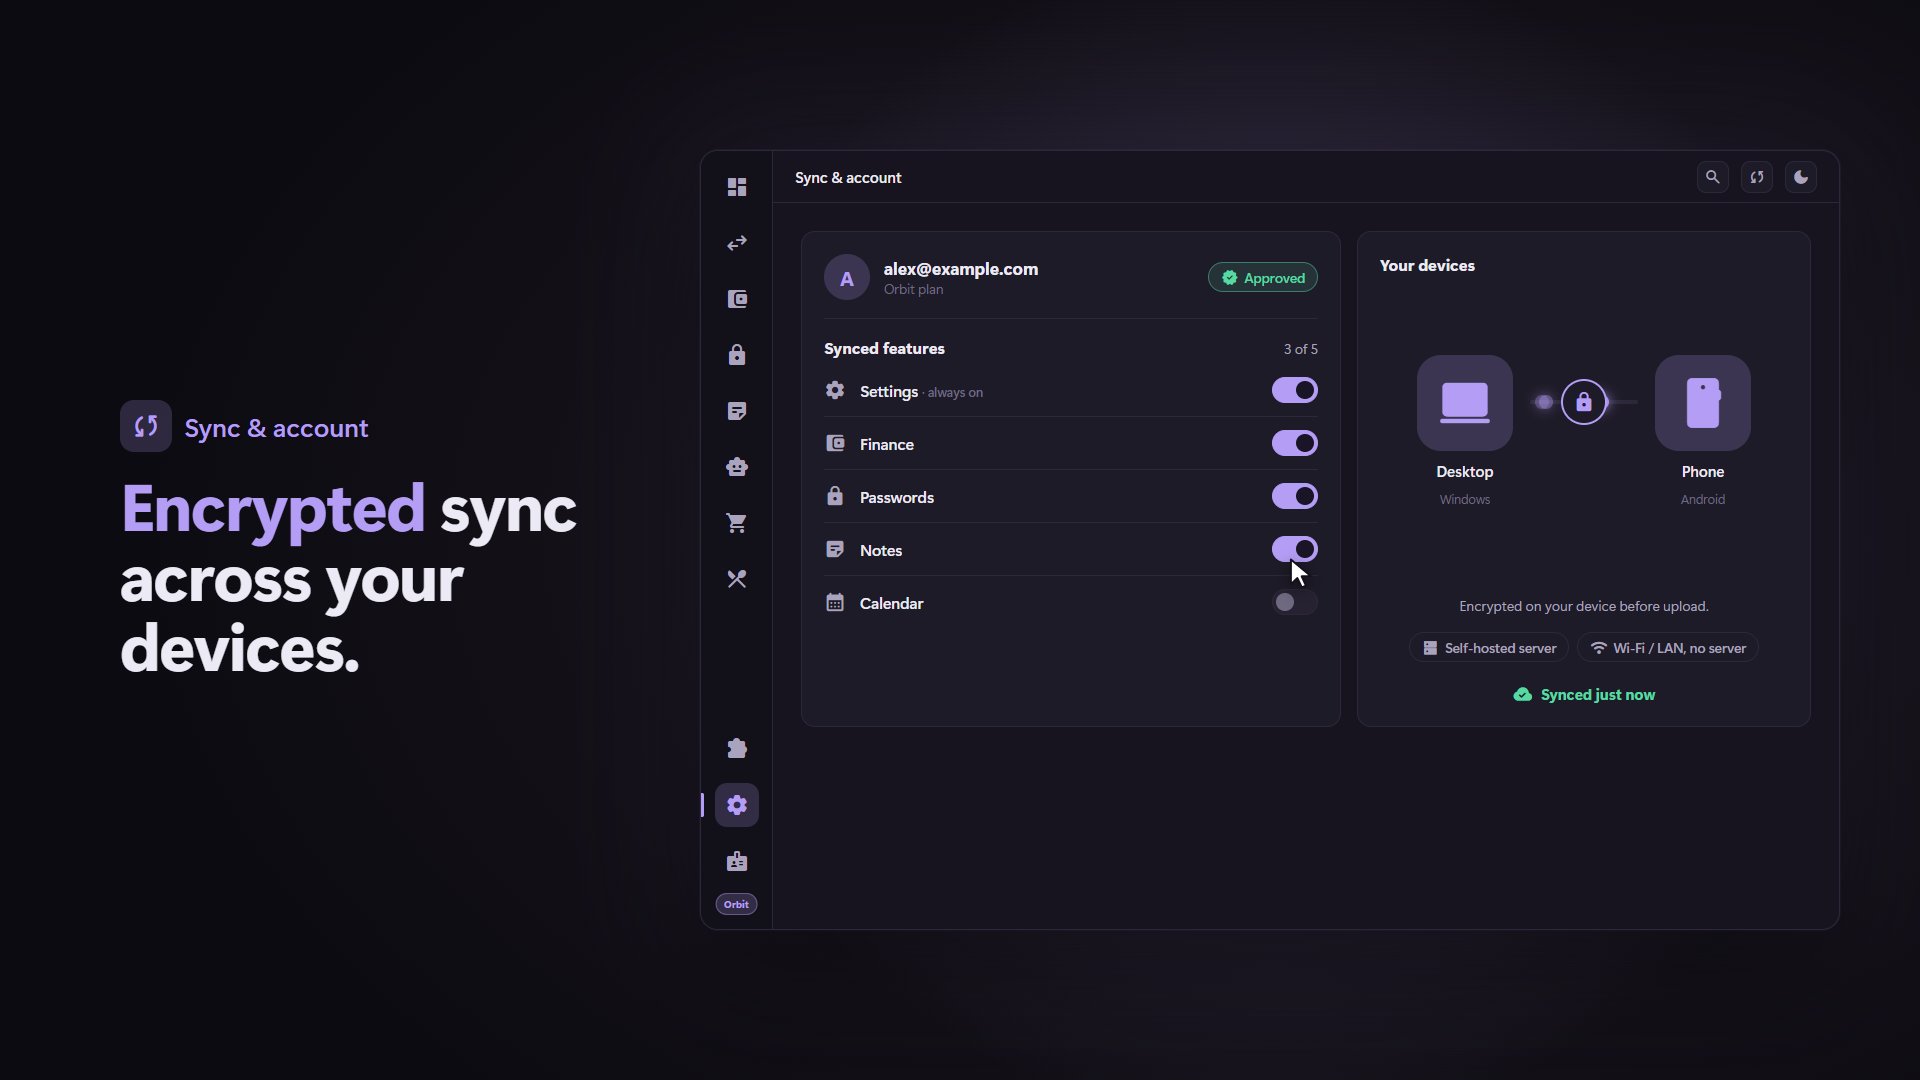 Sync & account
Encrypted sync
across your
devices.
Sync & account
A
alex@example.com
Orbit plan
Approved
Synced features
3 of 5
Settings · always on
Finance
Passwords
Notes
Calendar
Your devices
Desktop
Windows
Phone
Android
Encrypted on your device before upload.
Self-hosted server
Wi-Fi / LAN, no server
Synced just now
Orbit